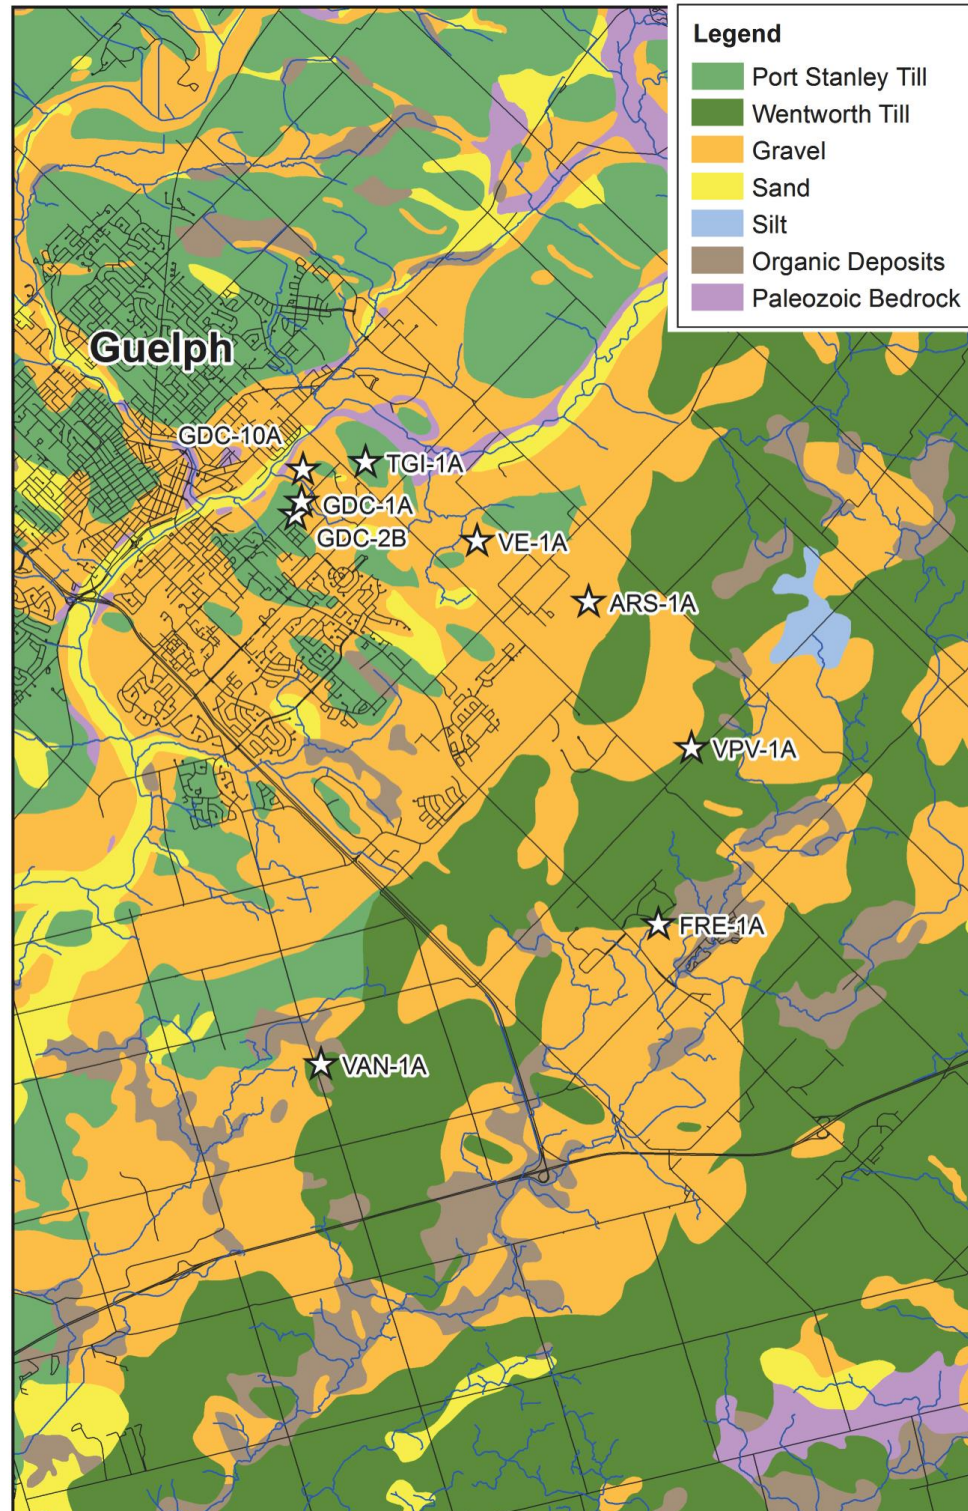 Legend
Port Stanley Till
Wentworth Till
Gravel
Sand
Silt
Organic Deposits
Paleozoic Bedrock
Guelph
GDC-10A
TGI-1A
GDC-1A
GDC-2B
VE-1A
ARS-1A
VPV-1A
FRE-1A
VAN-1A